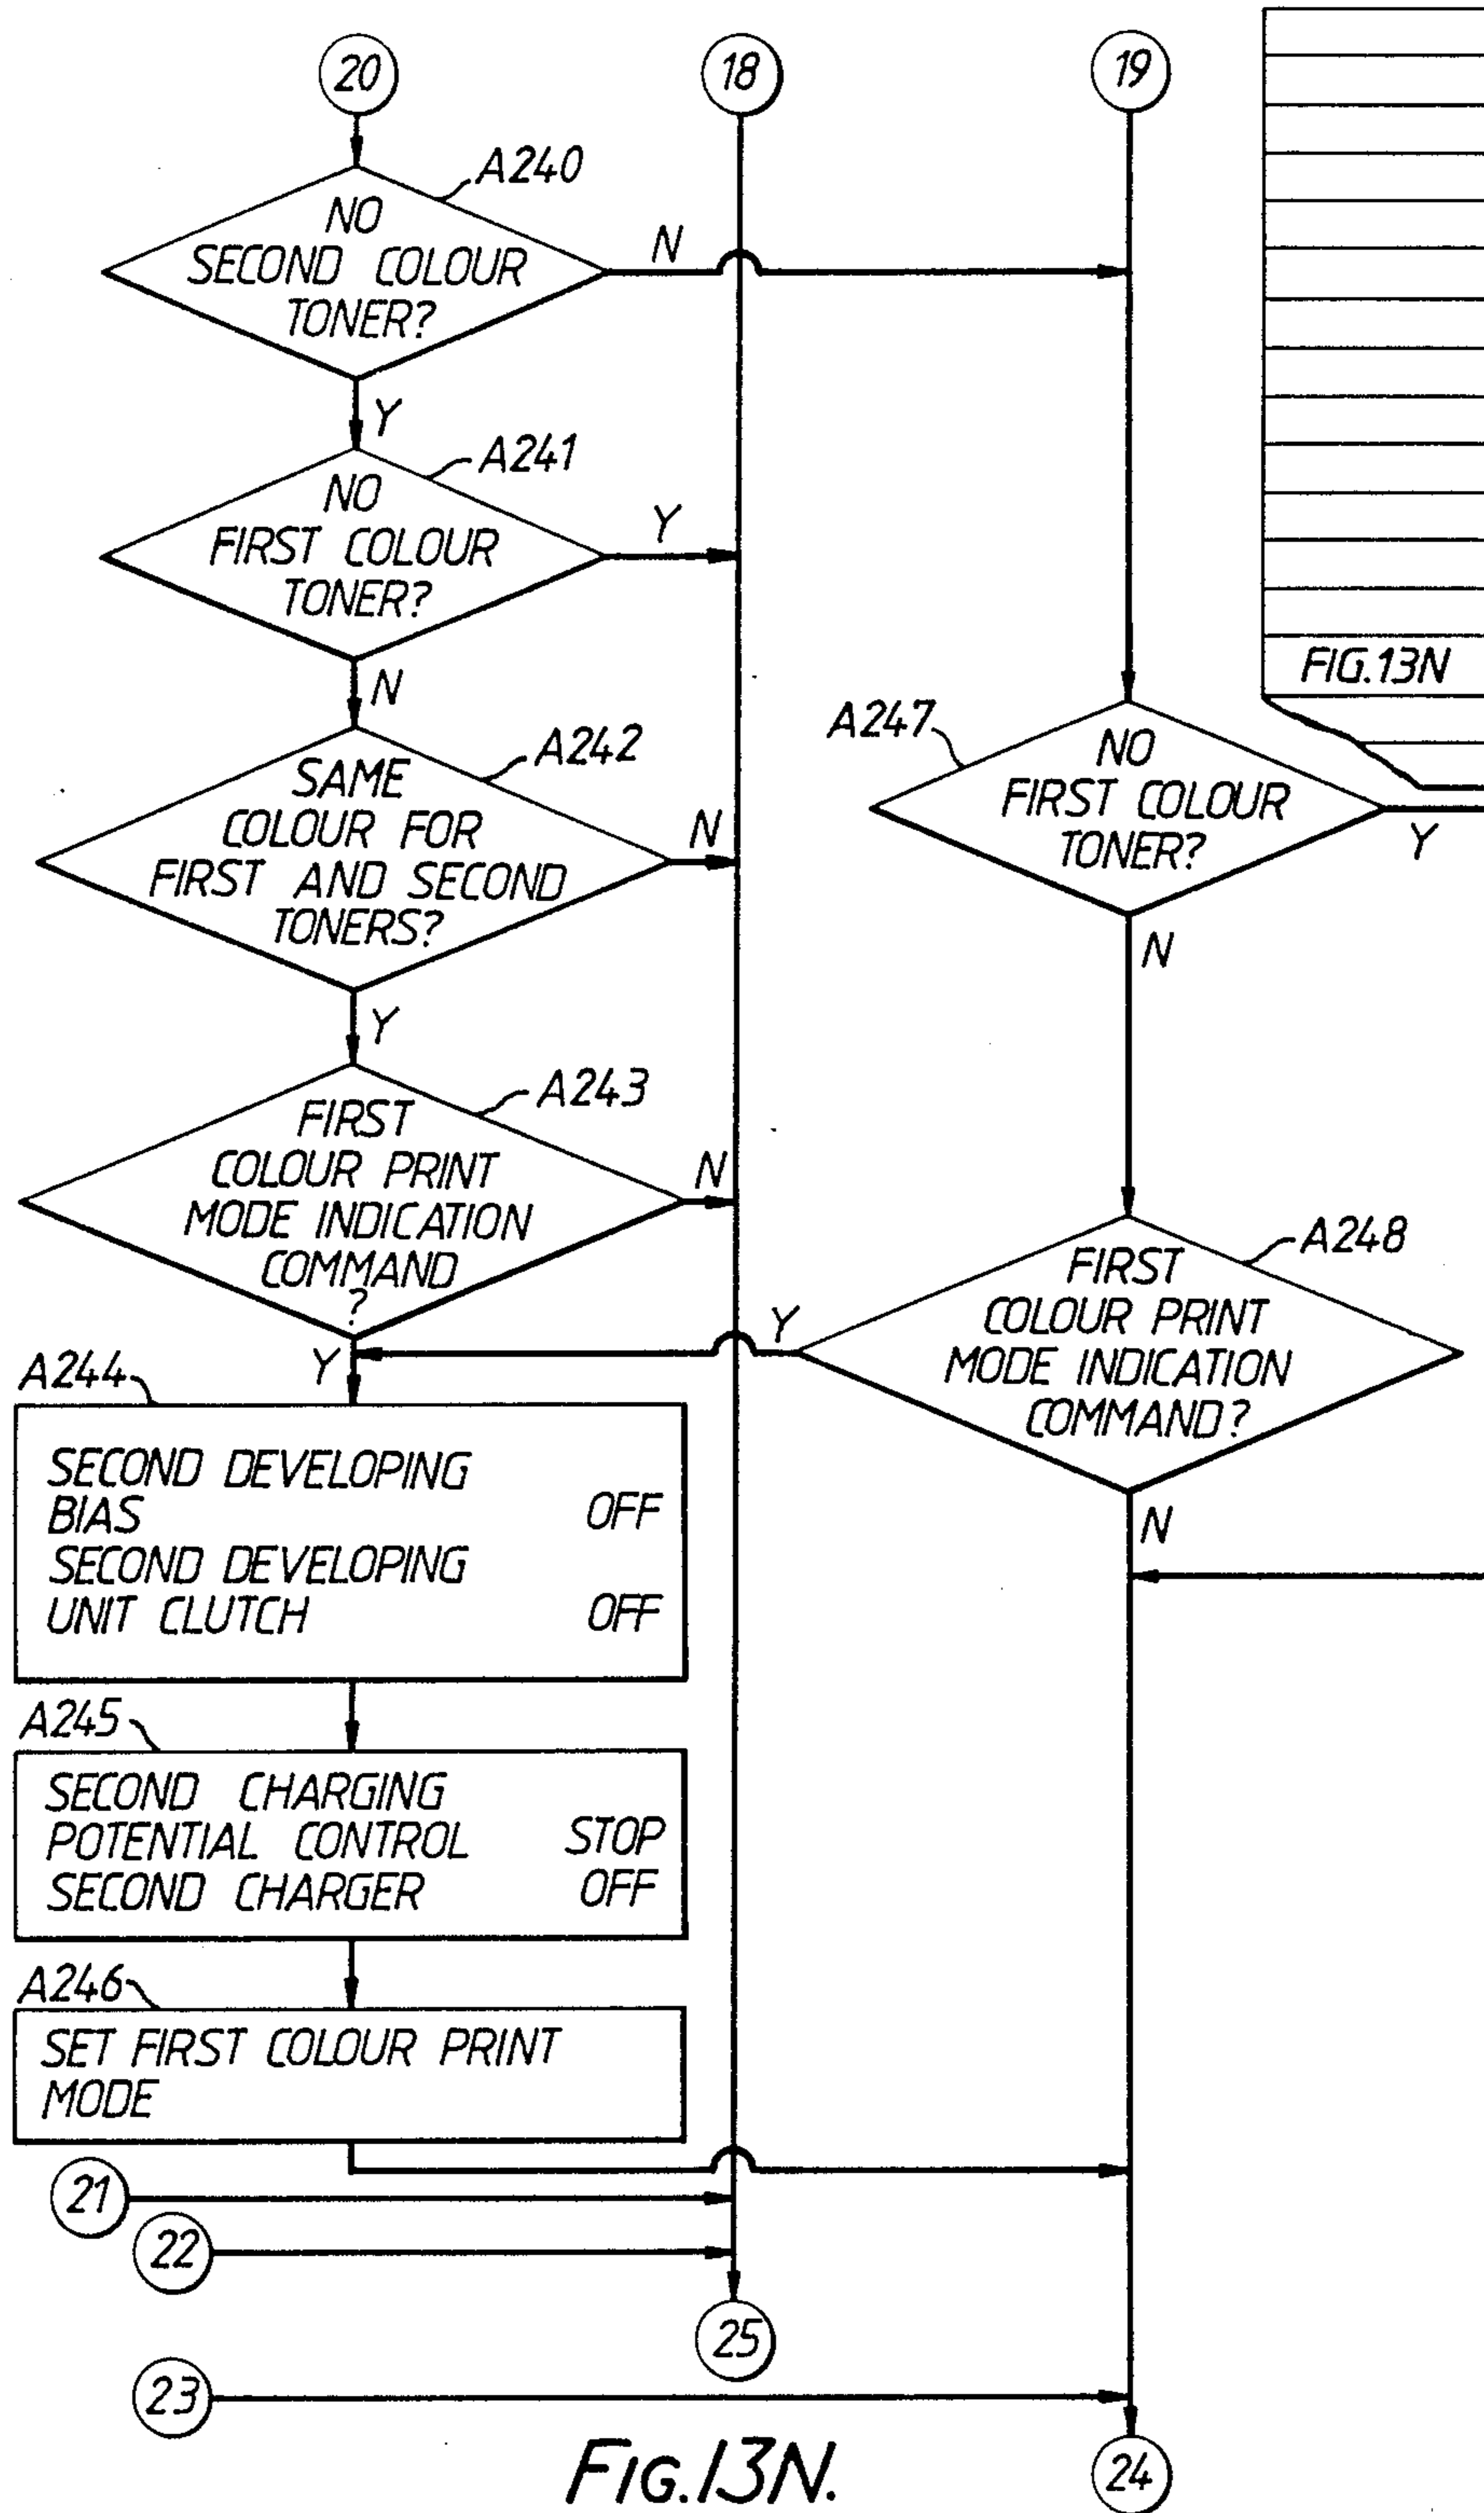 20
18
19
A240
NO
SECOND COLOUR
TONER?
N
Y
A241
NO
FIRST COLOUR
TONER?
Y
N
FIG.13N
A242
SAME
COLOUR FOR
FIRST AND SECOND
TONERS?
N
Y
A247
NO
FIRST COLOUR
TONER?
Y
N
A243
FIRST
COLOUR PRINT
MODE INDICATION
COMMAND
?
N
Y
A248
FIRST
COLOUR PRINT
MODE INDICATION
COMMAND?
Y
N
A244
SECOND DEVELOPING
BIAS OFF
SECOND DEVELOPING
UNIT CLUTCH OFF
A245
SECOND CHARGING
POTENTIAL CONTROL STOP
SECOND CHARGER OFF
A246
SET FIRST COLOUR PRINT
MODE
21
22
25
23
24
FIG.13N.